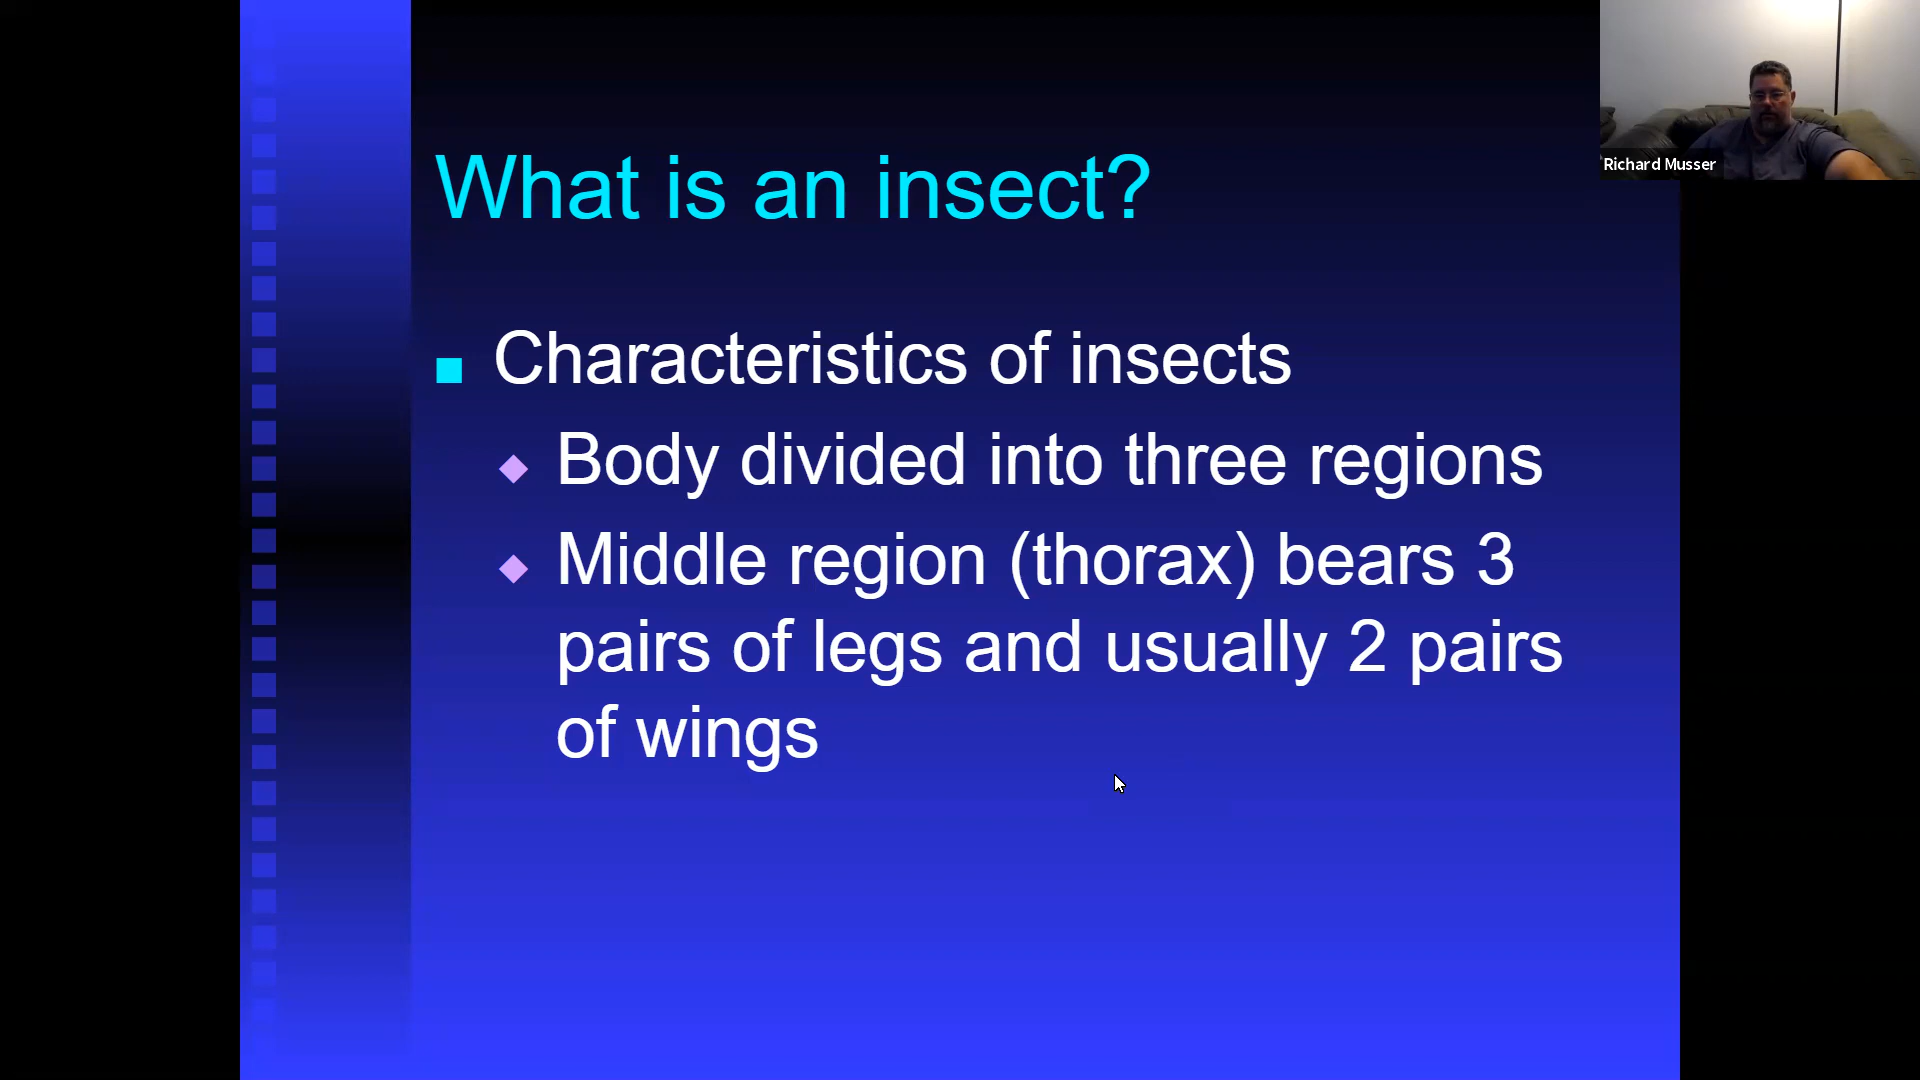 What is an insect?
Characteristics of insects
Body divided into three regions
Middle region (thorax) bears 3
pairs of legs and usually 2 pairs
of wings
Richard Musser